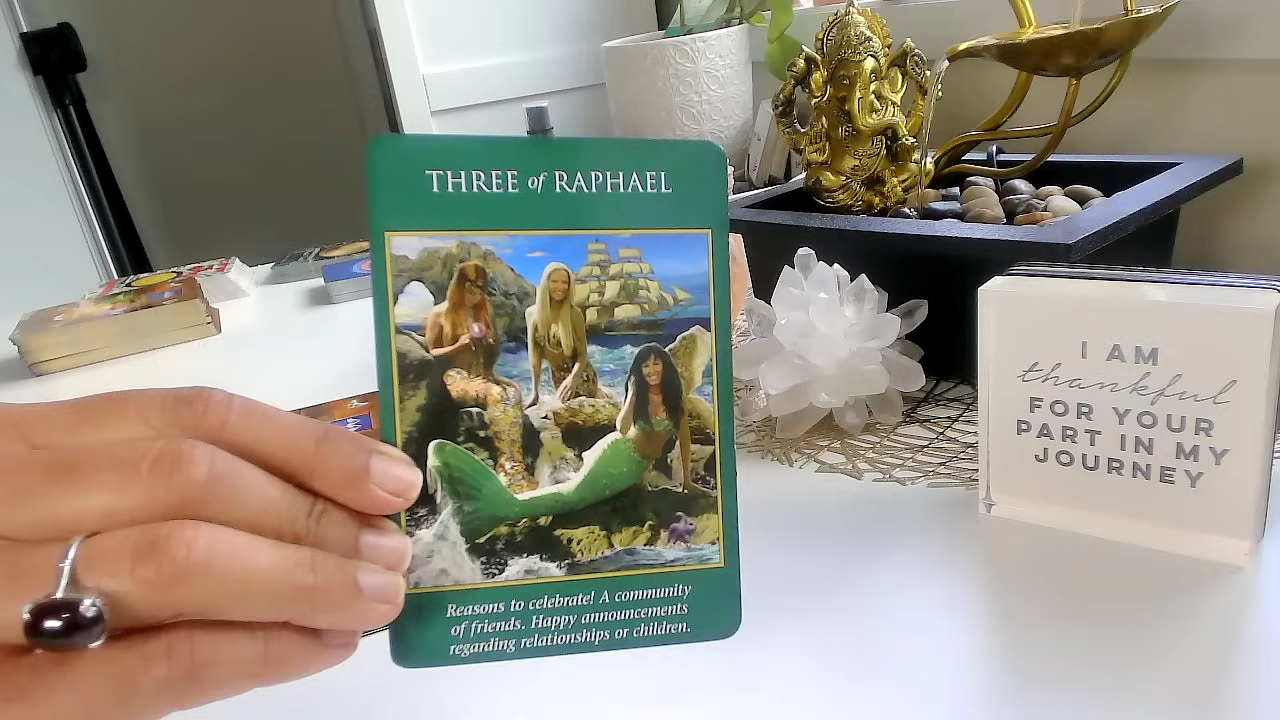 THREE of RAPHAEL
Reasons to celebrate! A community
of friends. Happy announcements
regarding relationships or children.
I AM
thankful
FOR YOUR
PART IN MY
JOURNEY